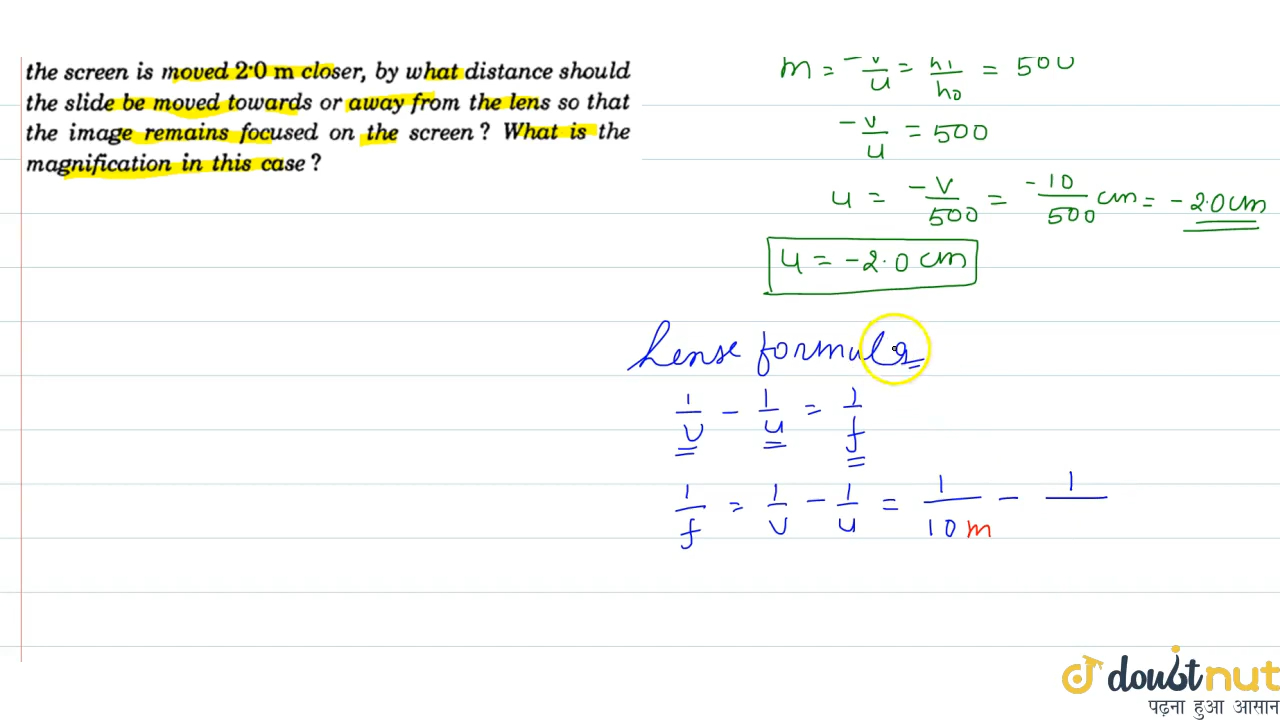 the screen is moved 2·0 m closer, by what distance should
the slide be moved towards or away from the lens so that
the image remains focused on the screen ? What is the
magnification in this case ?
m = -v/u = h1/h0 = 500
-v/u = 500
u = -v/500 = -10/500 cm = -2.0cm
u = -2.0 cm
Lense formula
1/v - 1/u = 1/f
1/f = 1/v - 1/u = 1/10m - 1/
doubtnut
पढ़ना हुआ आसान